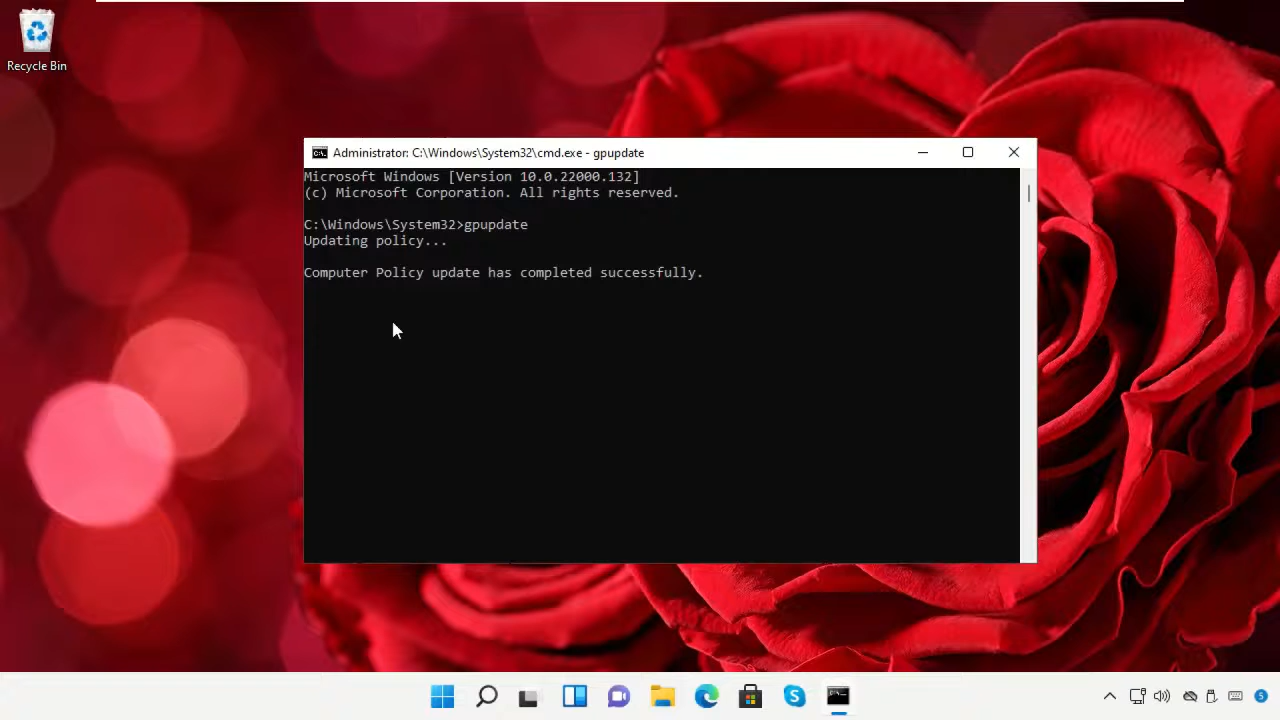 Recycle Bin
Administrator: C:\Windows\System32\cmd.exe - gpupdate
Microsoft Windows [Version 10.0.22000.132]
(c) Microsoft Corporation. All rights reserved.
C:\Windows\System32>gpupdate
Updating policy...
Computer Policy update has completed successfully.
5